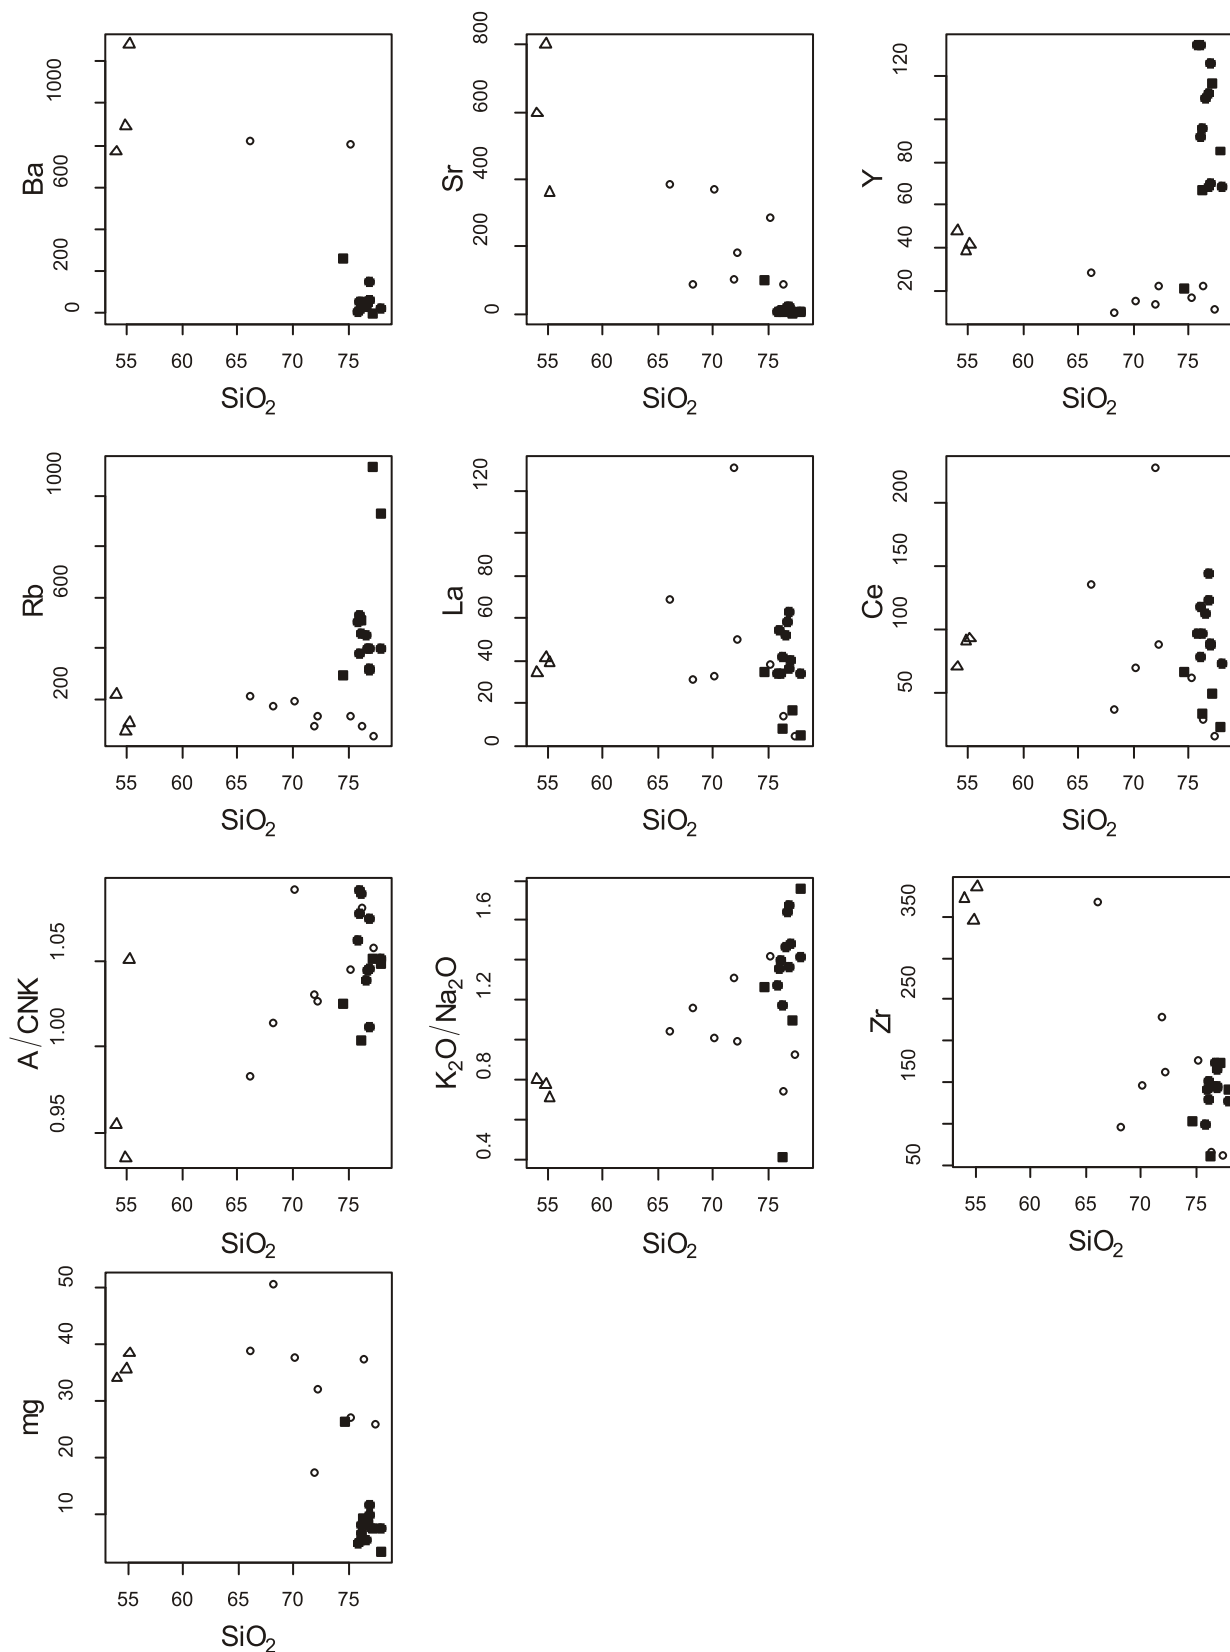 Ba
0 200 600 1000
55 60 65 70 75
SiO2
Sr
0 200 400 600 800
55 60 65 70 75
SiO2
Y
20 40 60 80 120
55 60 65 70 75
SiO2
Rb
200 600 1000
55 60 65 70 75
SiO2
La
0 20 40 60 80 120
55 60 65 70 75
SiO2
Ce
50 100 150 200
55 60 65 70 75
SiO2
A/CNK
0.95 1.00 1.05
55 60 65 70 75
SiO2
K2O/Na2O
0.4 0.8 1.2 1.6
55 60 65 70 75
SiO2
Zr
50 150 250 350
55 60 65 70 75
SiO2
mg
10 20 30 40 50
55 60 65 70 75
SiO2